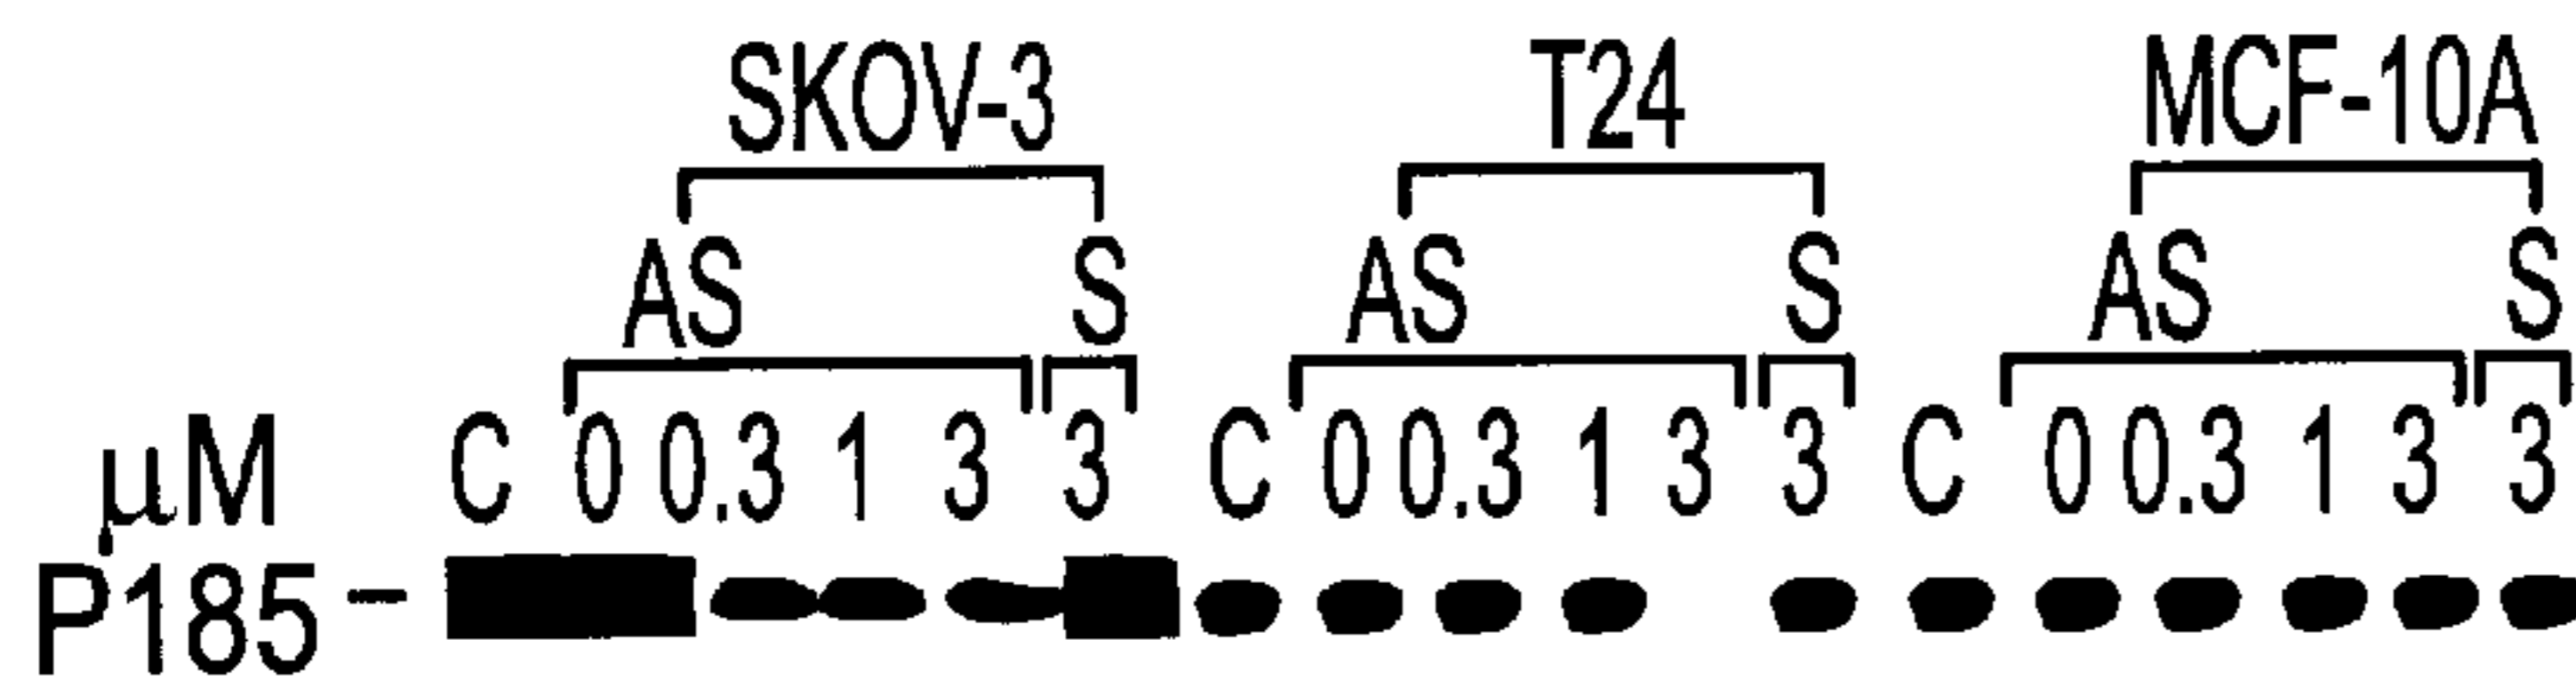 SKOV-3 T24 MCF-10A
AS S AS S AS S
μM C 0 0.3 1 3 3 C 0 0.3 1 3 3 C 0 0.3 1 3 3
P185 -